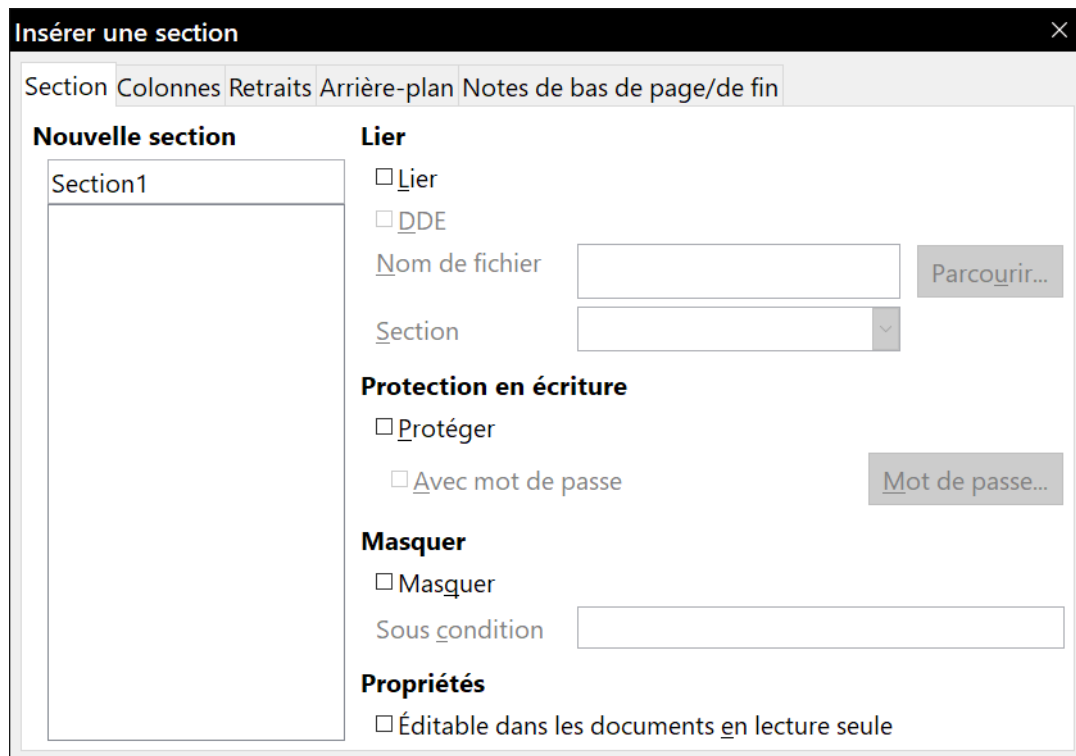 Insérer une section
Section Colonnes Retraits Arrière-plan Notes de bas de page/de fin
Nouvelle section
Section1
Lier
Lier
DDE
Nom de fichier
Parcourir...
Section
Protection en écriture
Protéger
Avec mot de passe
Mot de passe...
Masquer
Masquer
Sous condition
Propriétés
Éditable dans les documents en lecture seule